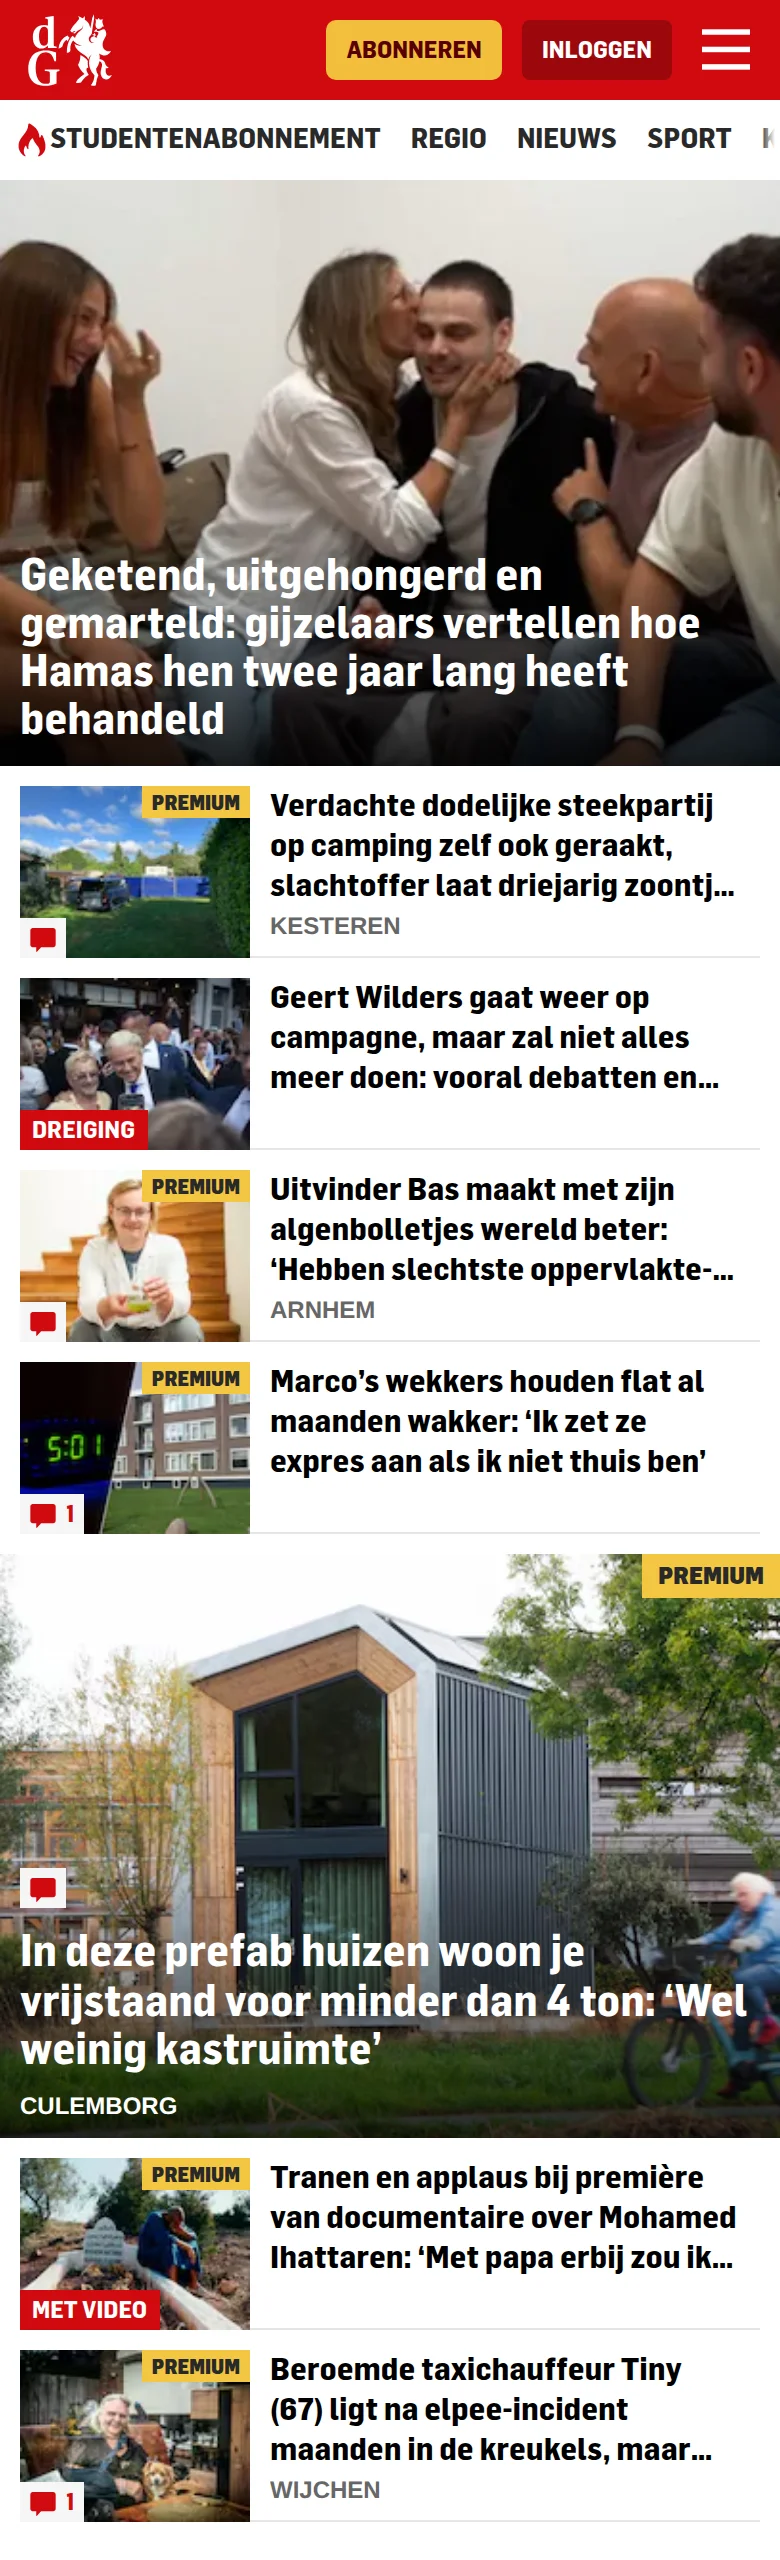 d
G
ABONNEREN
INLOGGEN
STUDENTENABONNEMENT REGIO NIEUWS SPORT
Geketend, uitgehongerd en
gemarteld: gijzelaars vertellen hoe
Hamas hen twee jaar lang heeft
behandeld
PREMIUM
Verdachte dodelijke steekpartij
op camping zelf ook geraakt,
slachtoffer laat driejarig zoontj...
KESTEREN
DREIGING
Geert Wilders gaat weer op
campagne, maar zal niet alles
meer doen: vooral debatten en...
PREMIUM
Uitvinder Bas maakt met zijn
algenbolletjes wereld beter:
‘Hebben slechtste oppervlakte-...
ARNHEM
PREMIUM
5:01
1
Marco’s wekkers houden flat al
maanden wakker: ‘Ik zet ze
expres aan als ik niet thuis ben’
PREMIUM
In deze prefab huizen woon je
vrijstaand voor minder dan 4 ton: ‘Wel
weinig kastruimte’
CULEMBORG
PREMIUM
MET VIDEO
Tranen en applaus bij première
van documentaire over Mohamed
Ihattaren: ‘Met papa erbij zou ik...
PREMIUM
1
Beroemde taxichauffeur Tiny
(67) ligt na elpee-incident
maanden in de kreukels, maar...
WIJCHEN